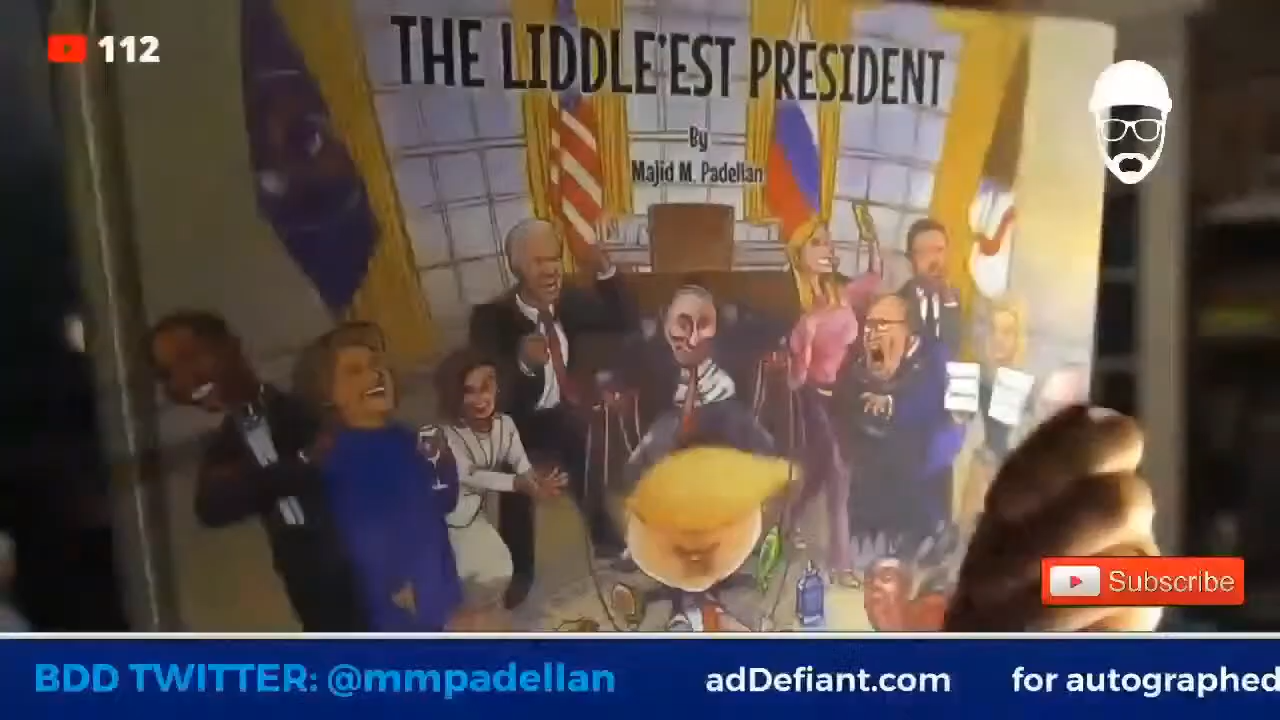 112
THE LIDDLE'EST PRESIDENT
By
Majid M. Padellan
Subscribe
BDD TWITTER: @mmpadellan
adDefiant.com
for autographed